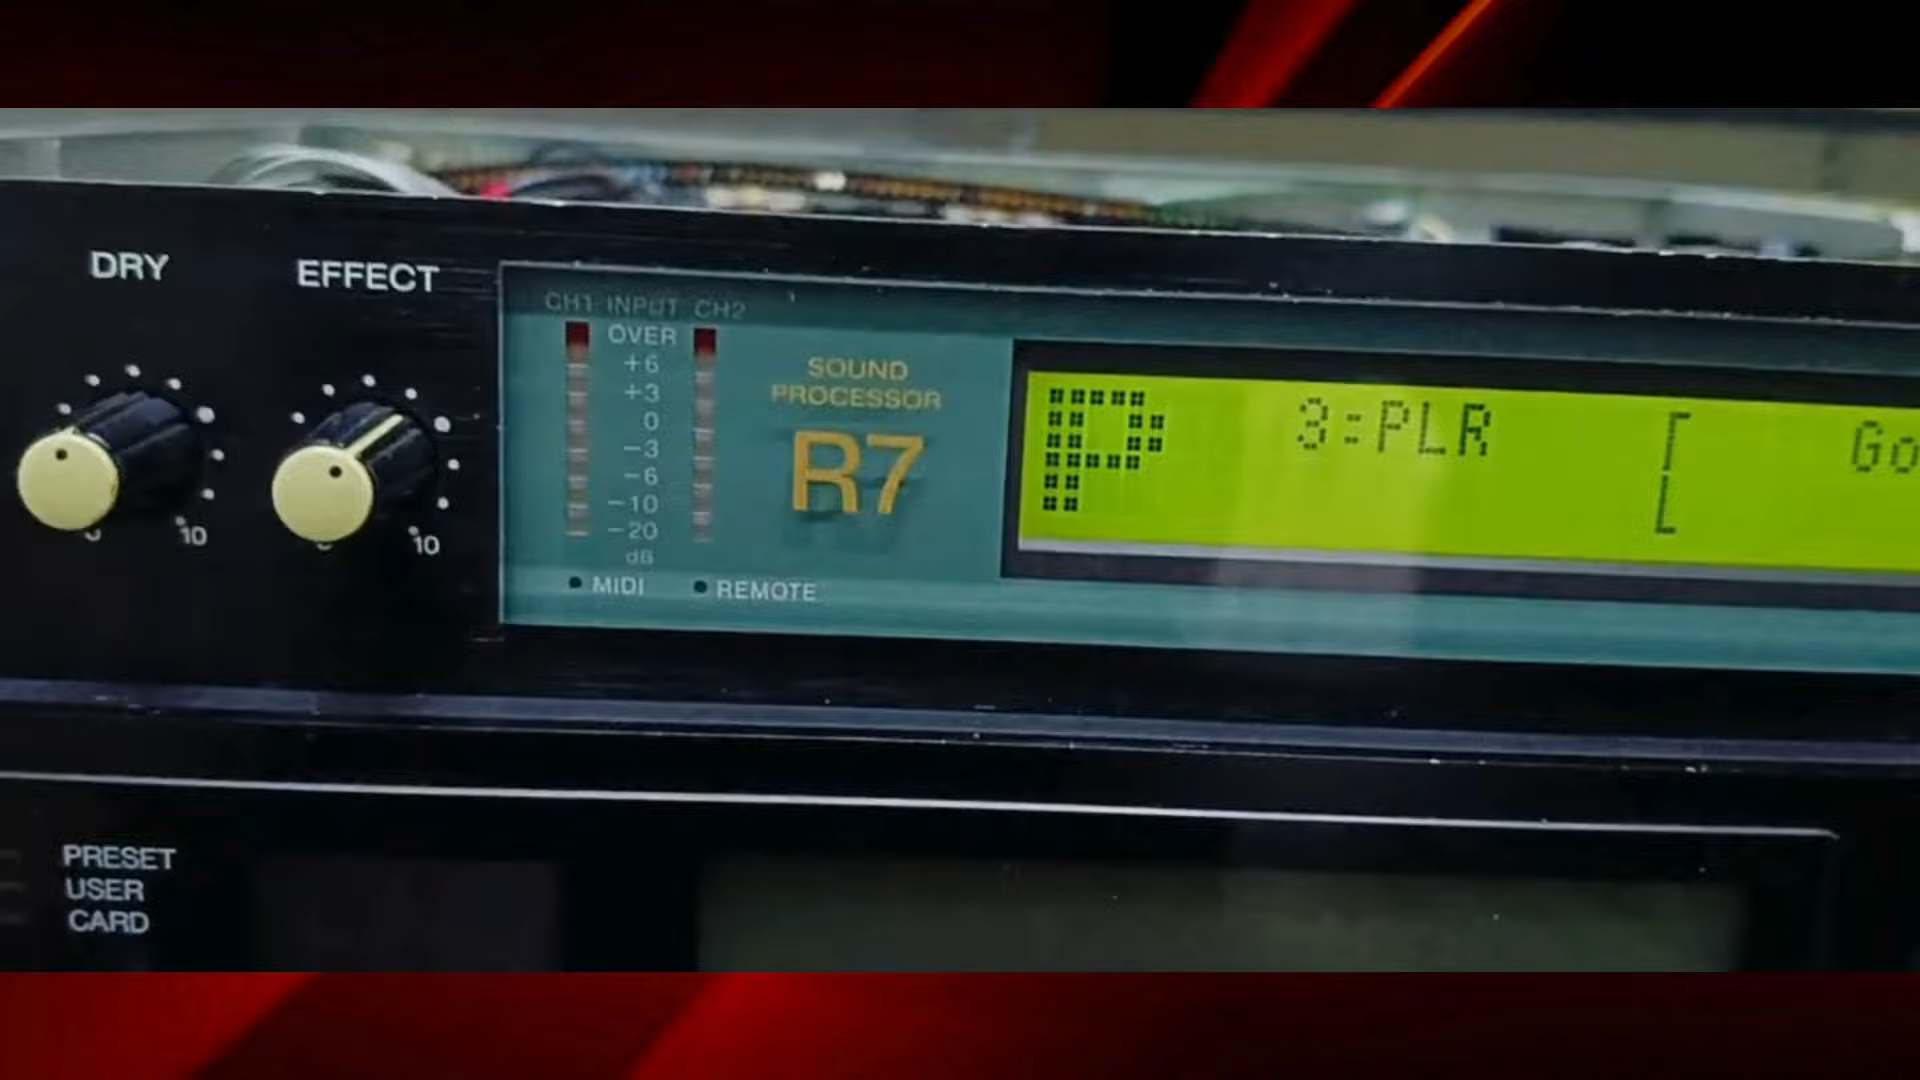 DRY
EFFECT
10
10
CH1 INPUT CH2
OVER
+6
+3
0
−3
−6
−10
−20
dB
MIDI
REMOTE
SOUND
PROCESSOR
R7
P 3:PLR [ Go
PRESET
USER
CARD